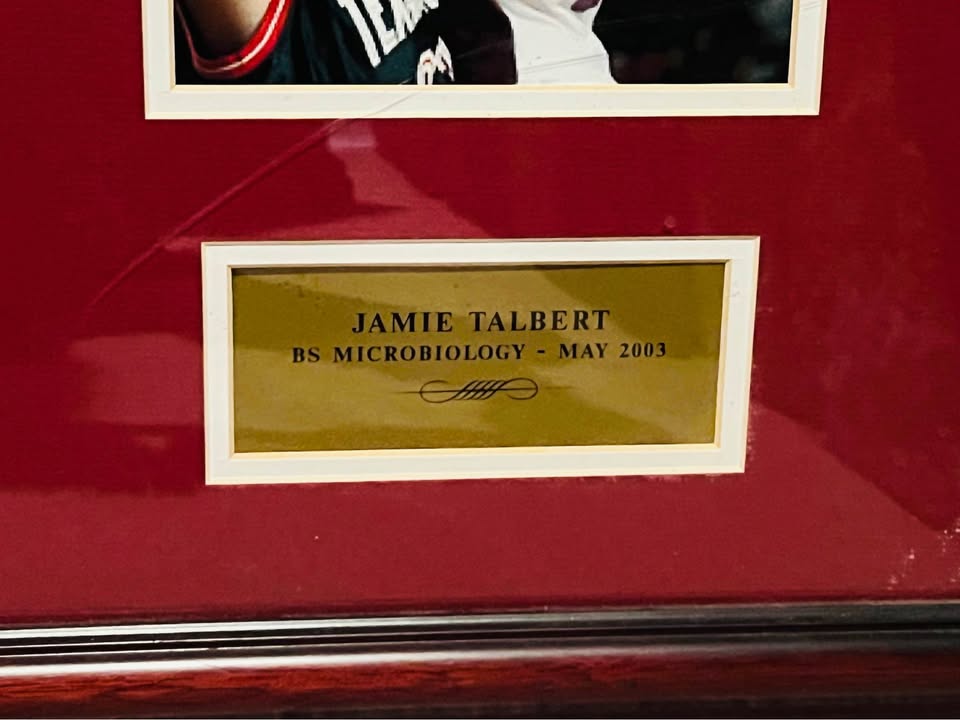 JAMIE TALBERT
BS MICROBIOLOGY - MAY 2003